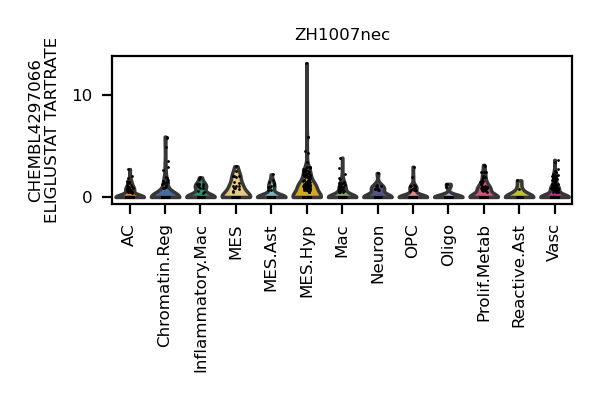 ZH1007nec
CHEMBL4297066
ELIGLUSTAT TARTRATE
10
0
AC
Chromatin.Reg
Inflammatory.Mac
MES
MES.Ast
MES.Hyp
Mac
Neuron
OPC
Oligo
Prolif.Metab
Reactive.Ast
Vasc